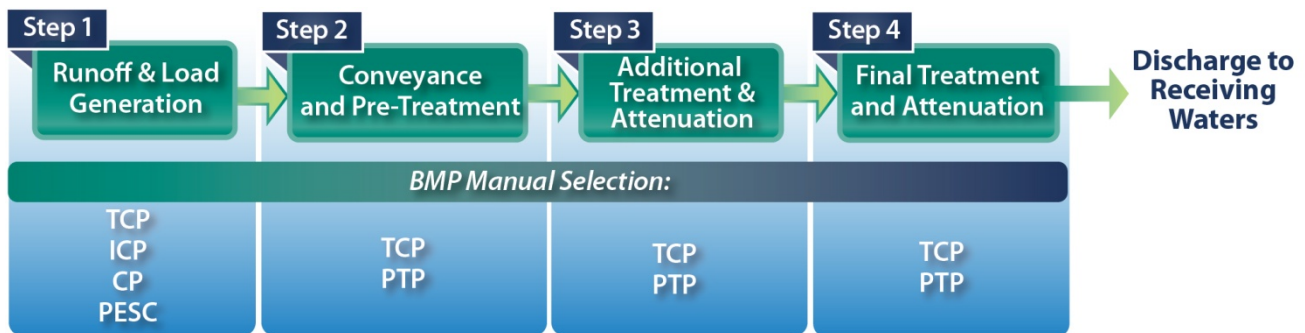 Step 1
Runoff & Load
Generation
Step 2
Conveyance
and Pre-Treatment
Step 3
Additional
Treatment &
Attenuation
Step 4
Final Treatment
and Attenuation
Discharge to
Receiving
Waters
BMP Manual Selection:
TCP
ICP
CP
PESC
TCP
PTP
TCP
PTP
TCP
PTP